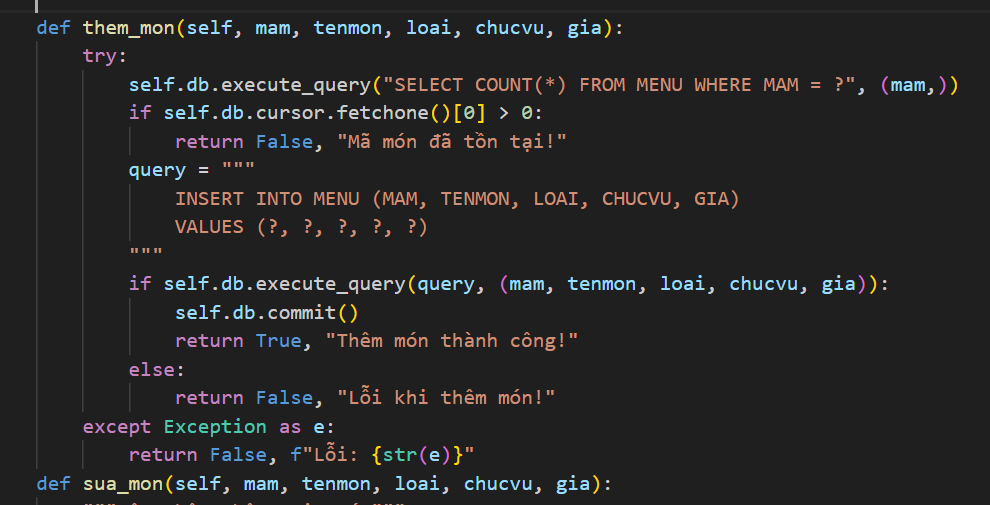 def them_mon(self, mam, tenmon, loai, chucvu, gia):
try:
self.db.execute_query("SELECT COUNT(*) FROM MENU WHERE MAM = ?", (mam,))
if self.db.cursor.fetchone()[0] > 0:
return False, "Mã món đã tồn tại!"
query = """
INSERT INTO MENU (MAM, TENMON, LOAI, CHUCVU, GIA)
VALUES (?, ?, ?, ?, ?)
"""
if self.db.execute_query(query, (mam, tenmon, loai, chucvu, gia)):
self.db.commit()
return True, "Thêm món thành công!"
else:
return False, "Lỗi khi thêm món!"
except Exception as e:
return False, f"Lỗi: {str(e)}"
def sua_mon(self, mam, tenmon, loai, chucvu, gia):